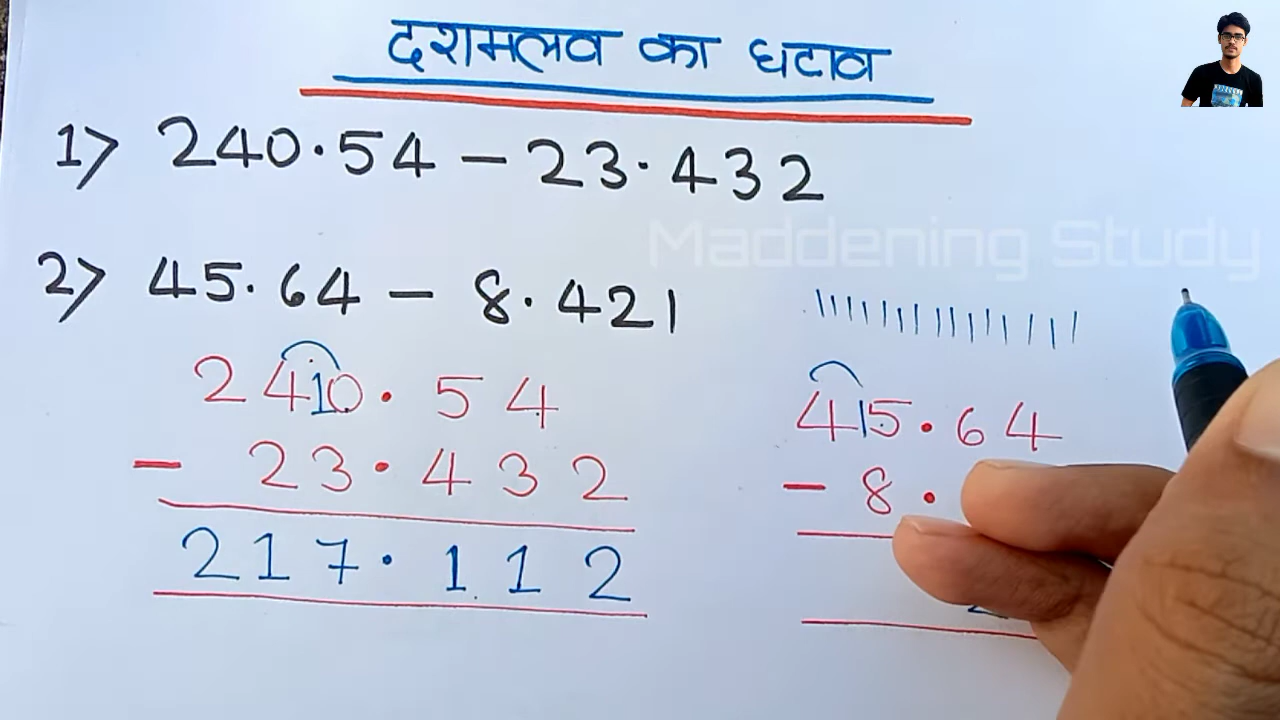 दशमलव का घटाव
1> 240.54 - 23.432
Maddening Study
2> 45.64 - 8.421
2410.54
- 23.432
217.112
415.64
- 8.